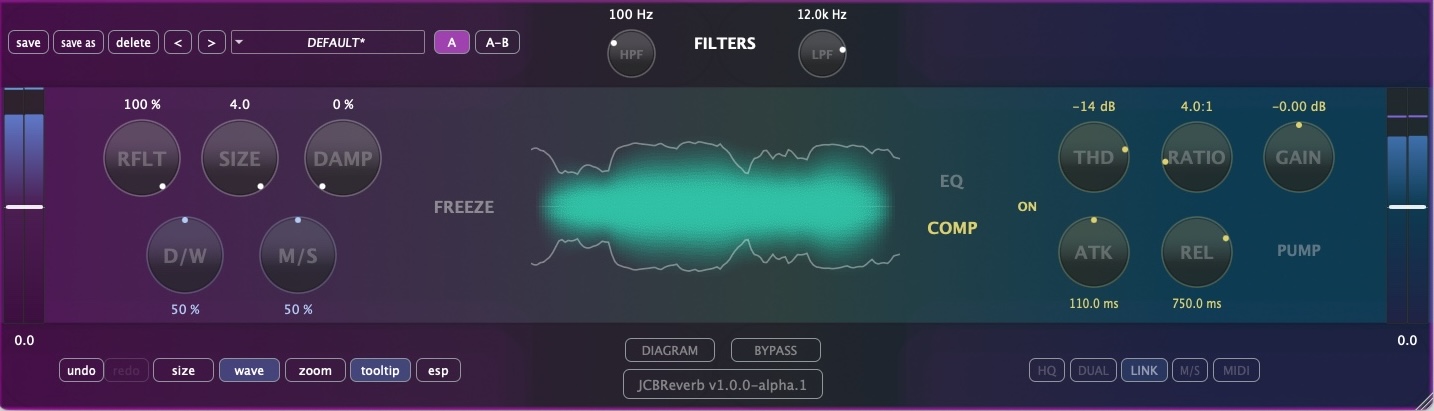 100 Hz
12.0k Hz
save
save as
delete
<
>
DEFAULT*
A
A-B
HPF
FILTERS
LPF
100 %
4.0
0 %
RFLT
SIZE
DAMP
D/W
M/S
50 %
50 %
FREEZE
EQ
COMP
ON
-14 dB
4.0:1
-0.00 dB
THD
RATIO
GAIN
ATK
REL
PUMP
110.0 ms
750.0 ms
0.0
0.0
DIAGRAM
BYPASS
undo
redo
size
wave
zoom
tooltip
esp
JCBReverb v1.0.0-alpha.1
HQ
DUAL
LINK
M/S
MIDI